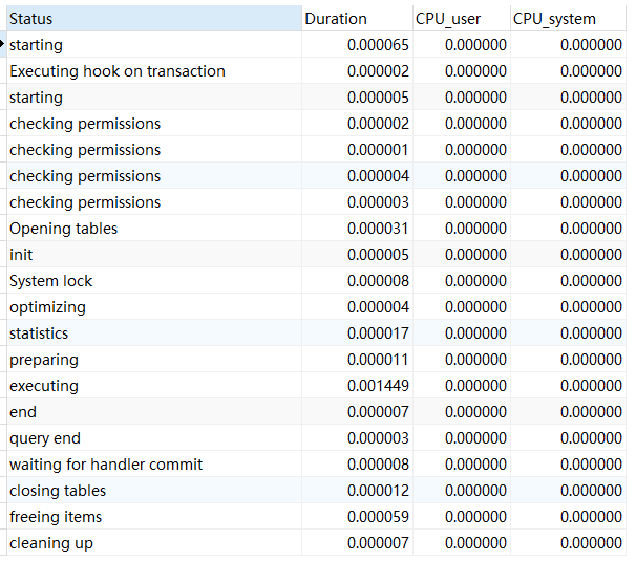 Status Duration CPU_user CPU_system
starting 0.000065 0.000000 0.000000
Executing hook on transaction 0.000002 0.000000 0.000000
starting 0.000005 0.000000 0.000000
checking permissions 0.000002 0.000000 0.000000
checking permissions 0.000001 0.000000 0.000000
checking permissions 0.000004 0.000000 0.000000
checking permissions 0.000003 0.000000 0.000000
Opening tables 0.000031 0.000000 0.000000
init 0.000005 0.000000 0.000000
System lock 0.000008 0.000000 0.000000
optimizing 0.000004 0.000000 0.000000
statistics 0.000017 0.000000 0.000000
preparing 0.000011 0.000000 0.000000
executing 0.001449 0.000000 0.000000
end 0.000007 0.000000 0.000000
query end 0.000003 0.000000 0.000000
waiting for handler commit 0.000008 0.000000 0.000000
closing tables 0.000012 0.000000 0.000000
freeing items 0.000059 0.000000 0.000000
cleaning up 0.000007 0.000000 0.000000